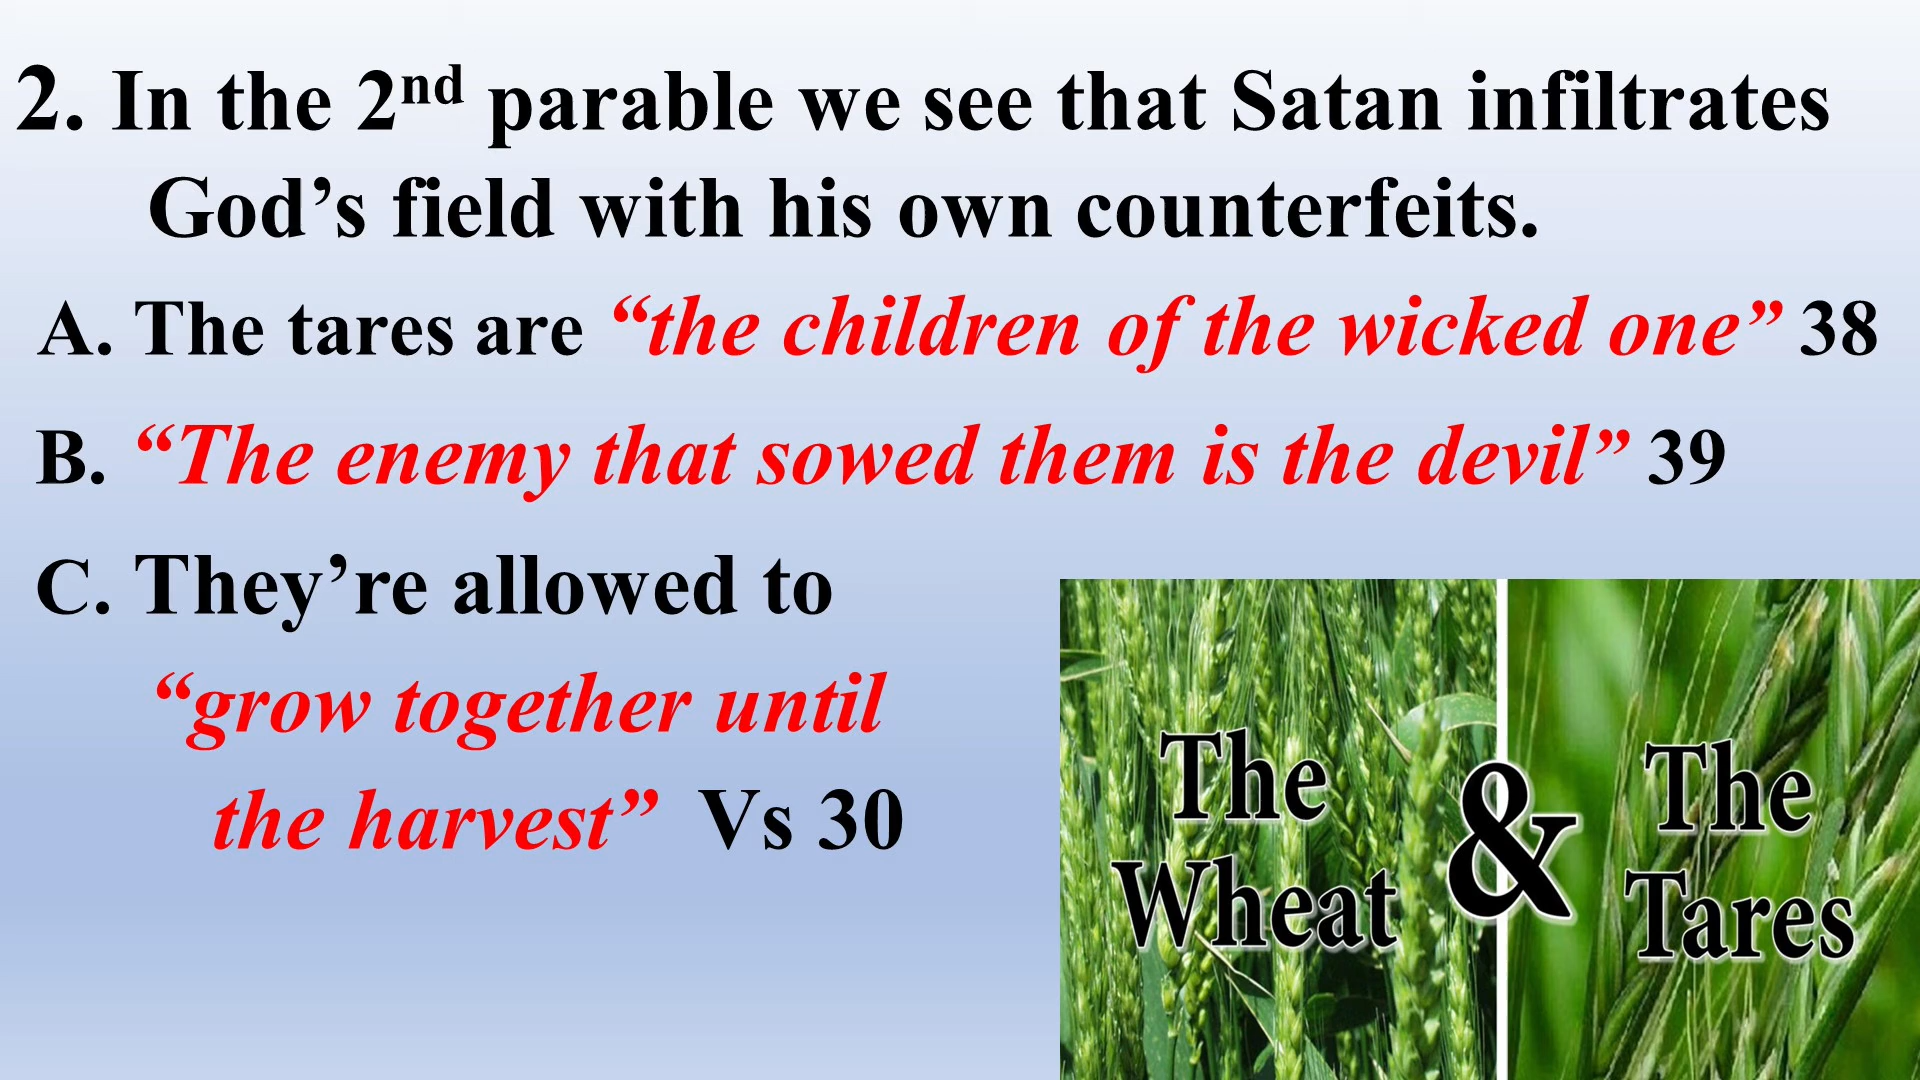 2. In the 2nd parable we see that Satan infiltrates
God’s field with his own counterfeits.
A. The tares are “the children of the wicked one” 38
B. “The enemy that sowed them is the devil” 39
C. They’re allowed to
“grow together until
the harvest” Vs 30
The
Wheat
&
The
Tares